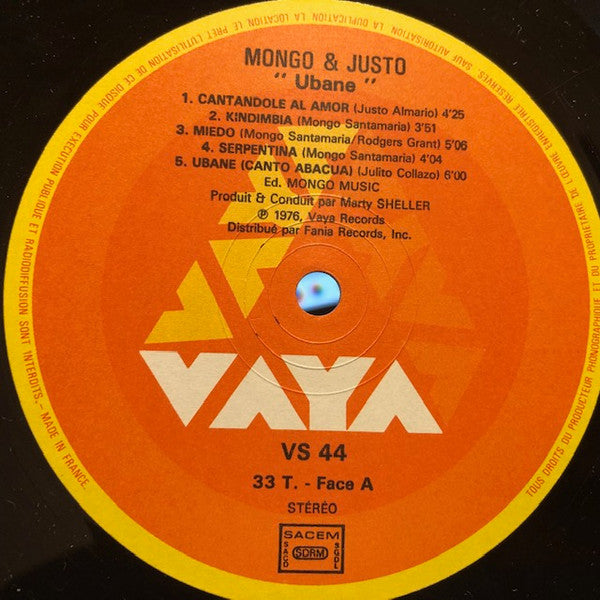 MONGO & JUSTO
" Ubane "
1. CANTANDOLE AL AMOR (Justo Almario) 4'25
2. KINDIMBIA (Mongo Santamaria) 3'51
3. MIEDO (Mongo Santamaria/Rodgers Grant) 5'06
4. SERPENTINA (Mongo Santamaria) 4'04
5. UBANE (CANTO ABACUA) (Julito Collazo) 6'00
Ed. MONGO MUSIC
Produit & Conduit par Marty SHELLER
℗ 1976, Vaya Records
Distribué par Fania Records, Inc.
VAYA
VS 44
33 T. - Face A
STÉRÉO
SACEM
SACD
SDRM
SGDL
TOUS DROITS DU PRODUCTEUR PHONOGRAPHIQUE ET DU PROPRIETAIRE DE L'ŒUVRE ENREGISTREE RESERVES. SAUF AUTORISATION LA DUPLICATION, LA LOCATION, LE PRET, L'UTILISATION DE CE DISQUE POUR EXECUTION PUBLIQUE ET RADIODIFFUSION SONT INTERDITS. - MADE IN FRANCE.